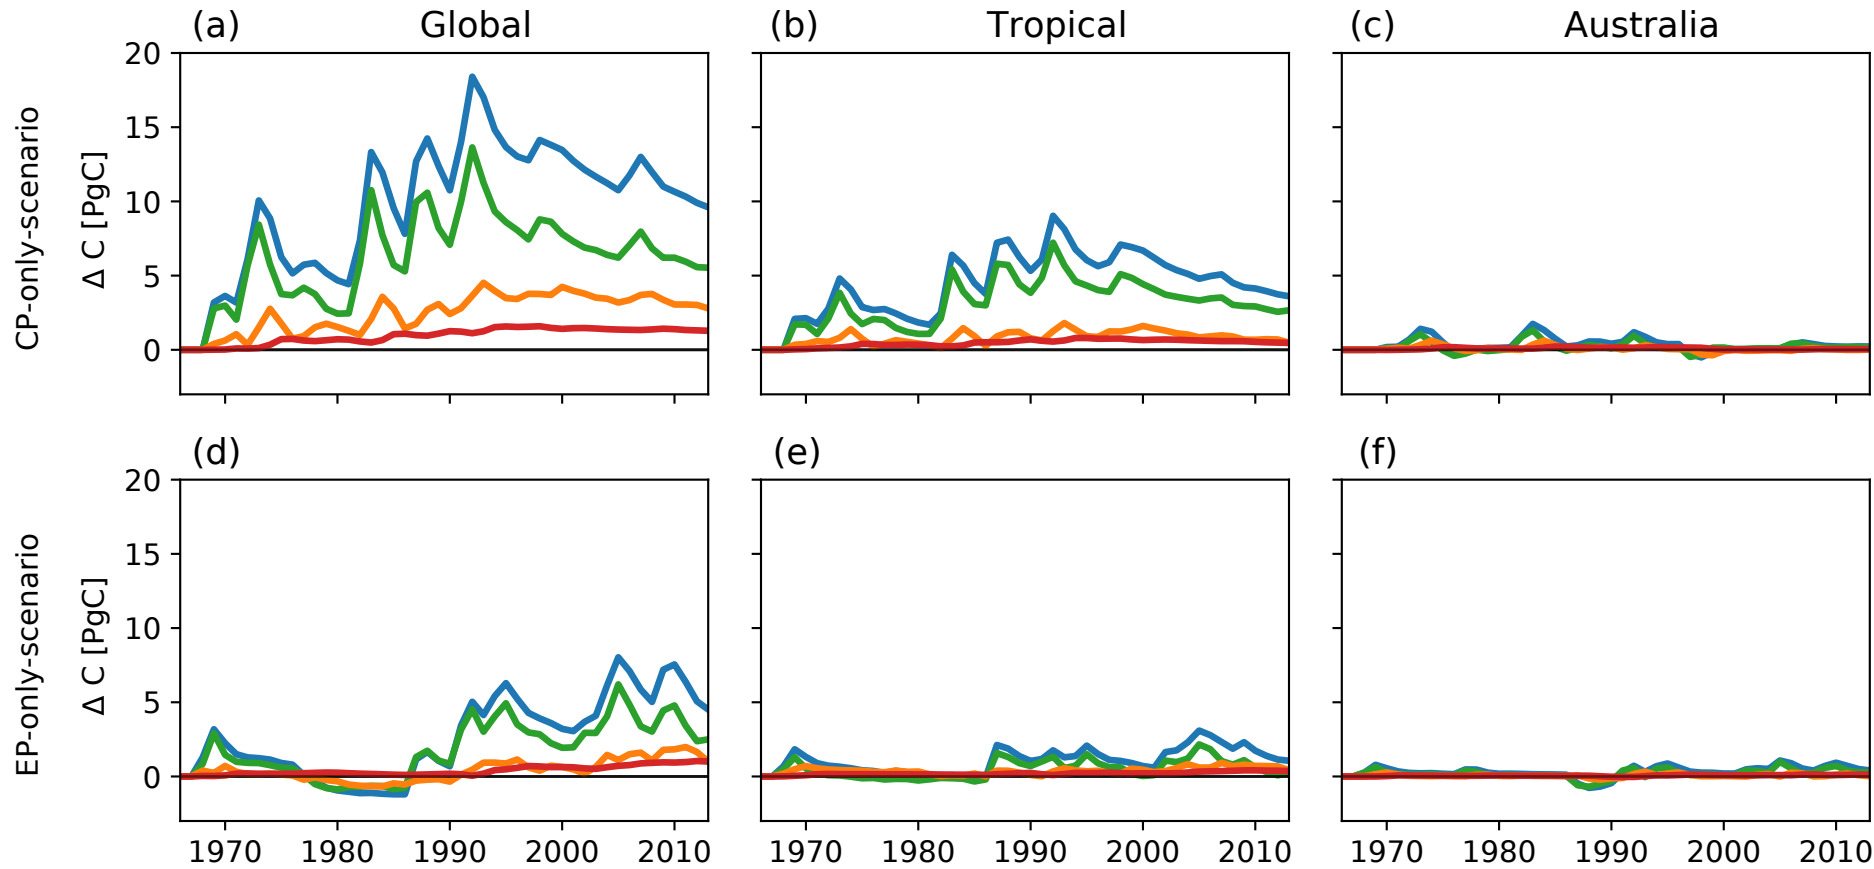 (a) Global
(b) Tropical
(c) Australia
CP-only-scenario
Δ C [PgC]
20
15
10
5
0
(d)
(e)
(f)
EP-only-scenario
Δ C [PgC]
20
15
10
5
0
1970 1980 1990 2000 2010
1970 1980 1990 2000 2010
1970 1980 1990 2000 2010